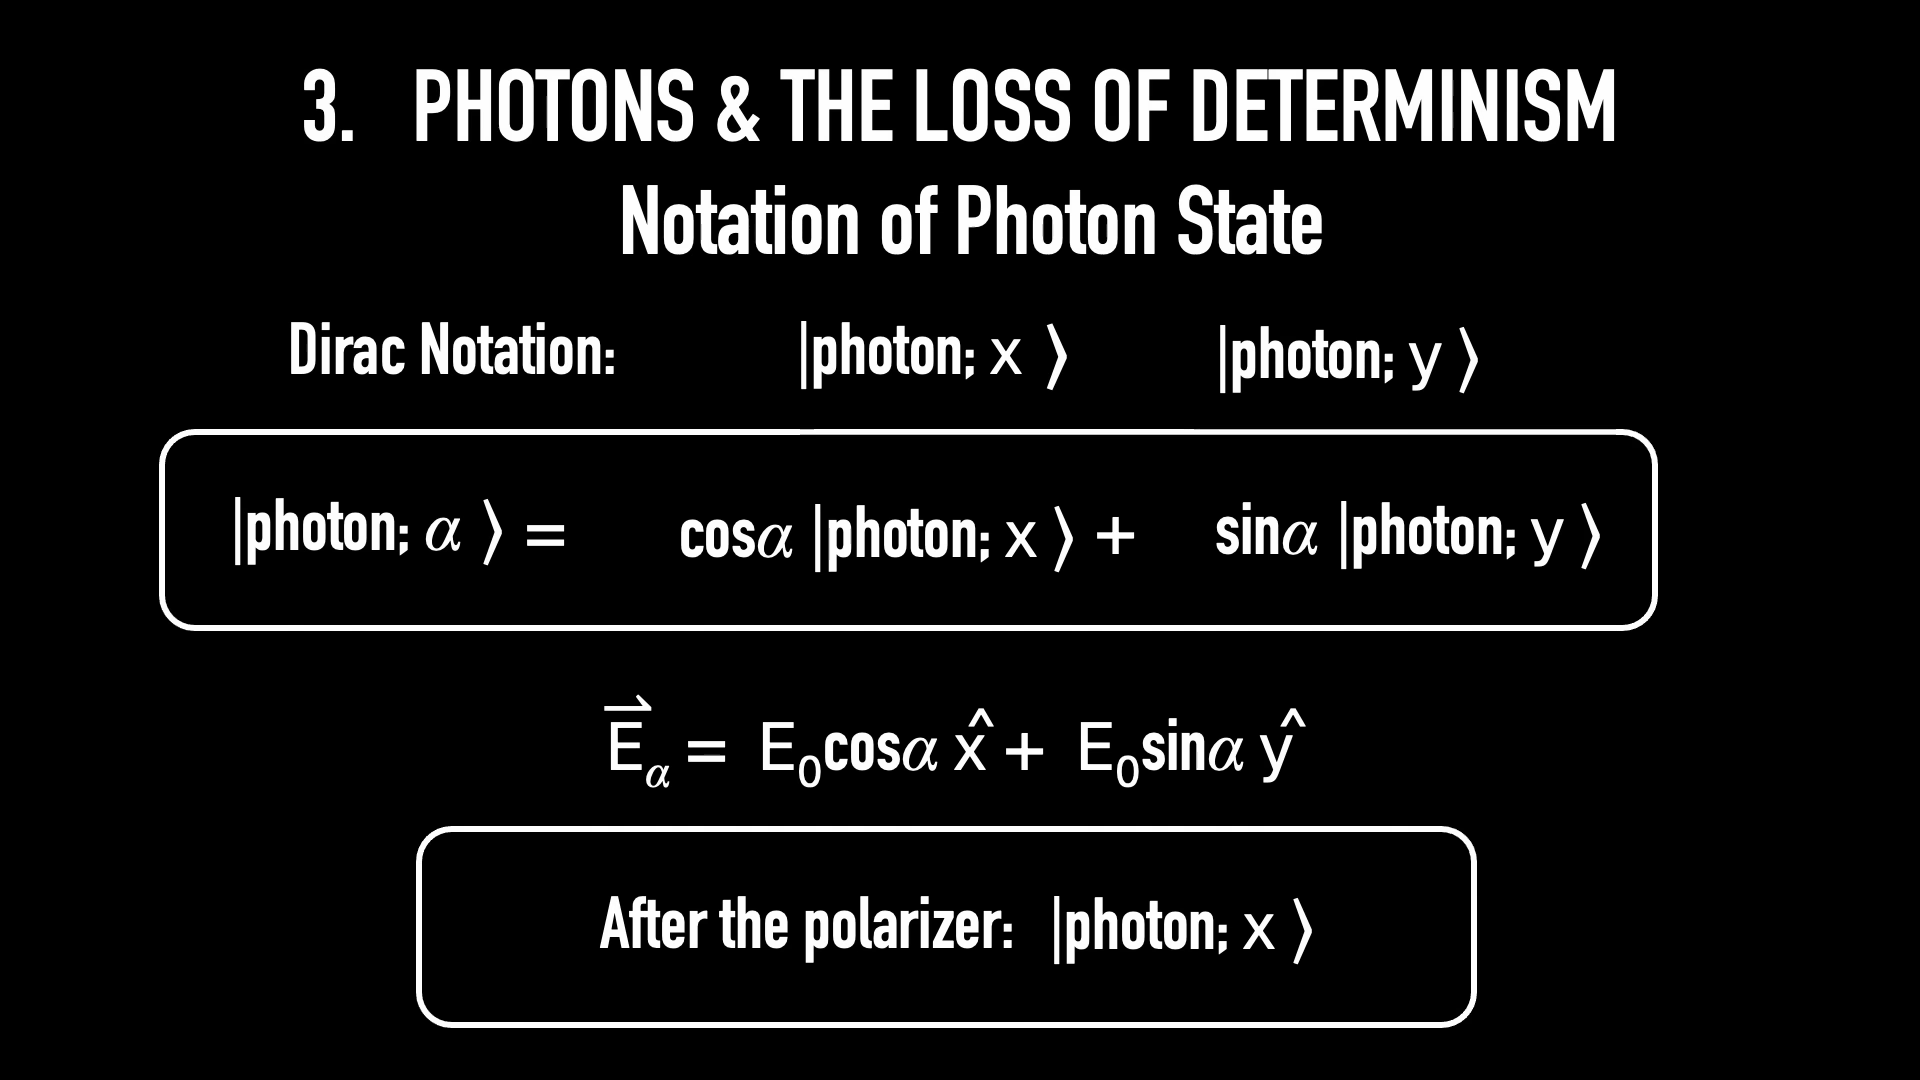 3. PHOTONS & THE LOSS OF DETERMINISM
Notation of Photon State
Dirac Notation: |photon; x ⟩ |photon; y ⟩
|photon; α ⟩ = cosα |photon; x ⟩ + sinα |photon; y ⟩
E⃗α = E₀cosα x̂ + E₀sinα ŷ
After the polarizer: |photon; x ⟩